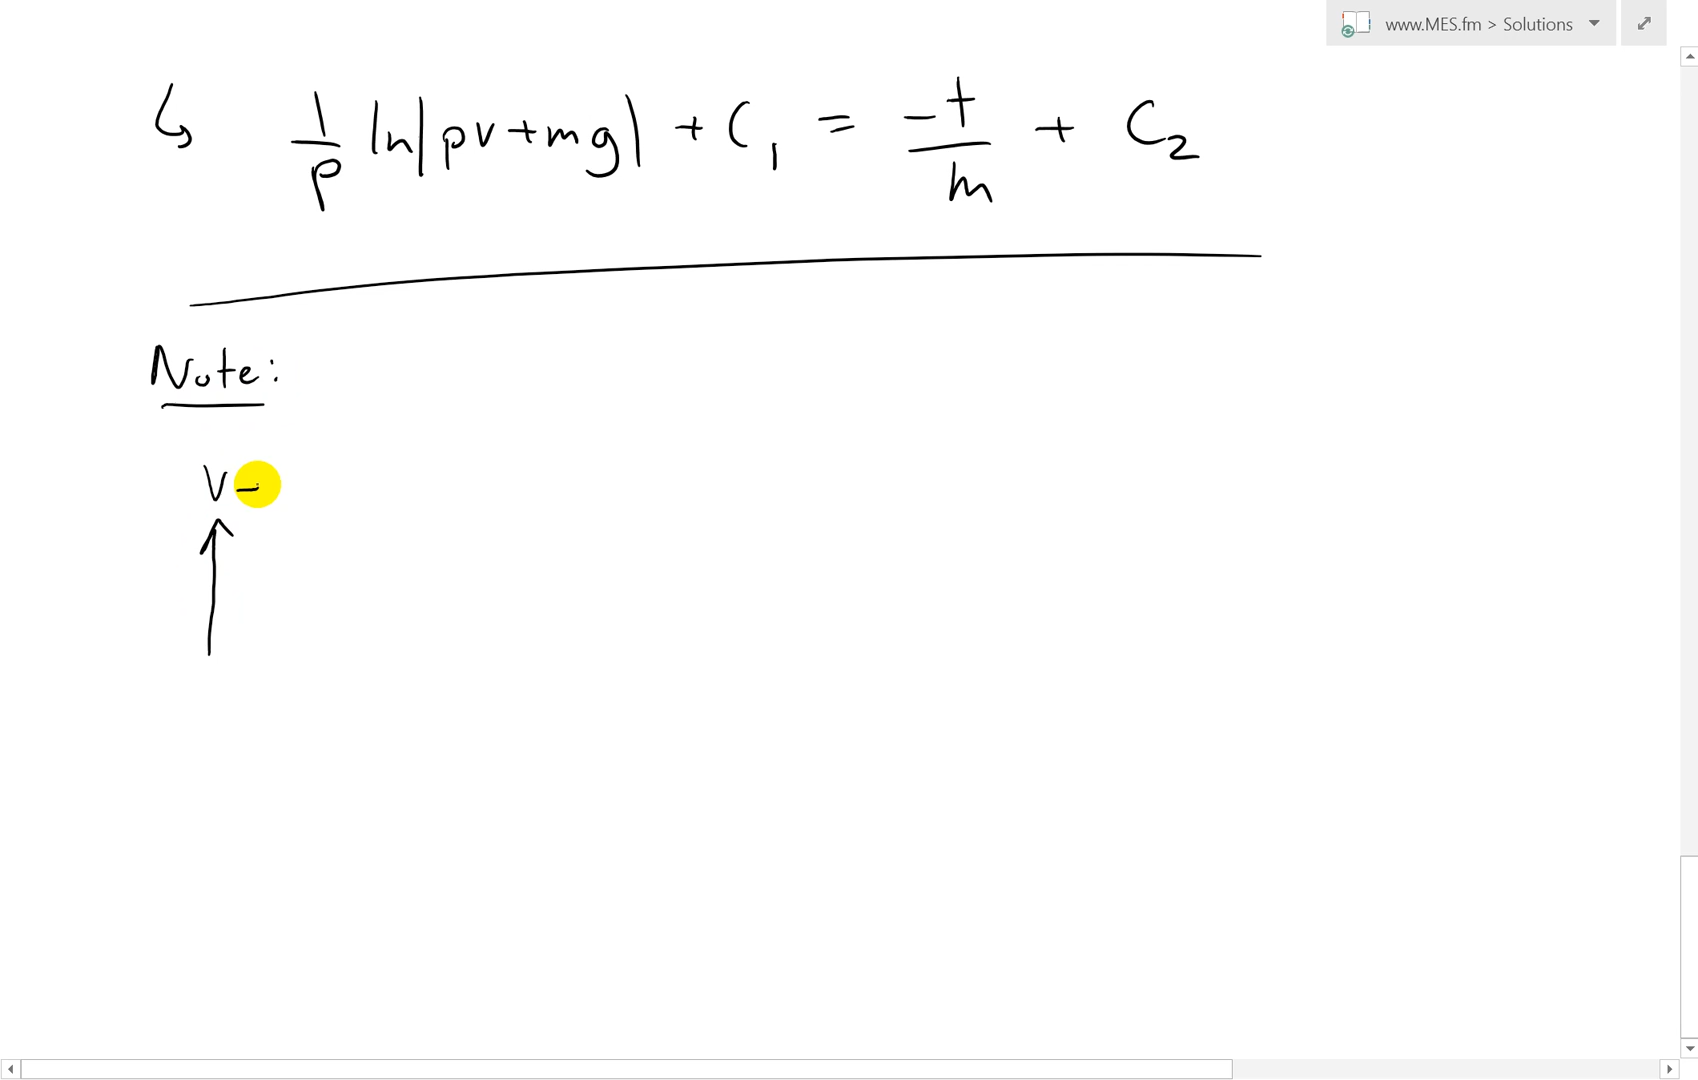 www.MES.fm > Solutions
↳ 1/p ln|pv+mg| + C₁ = -t/m + C₂
Note:
v -